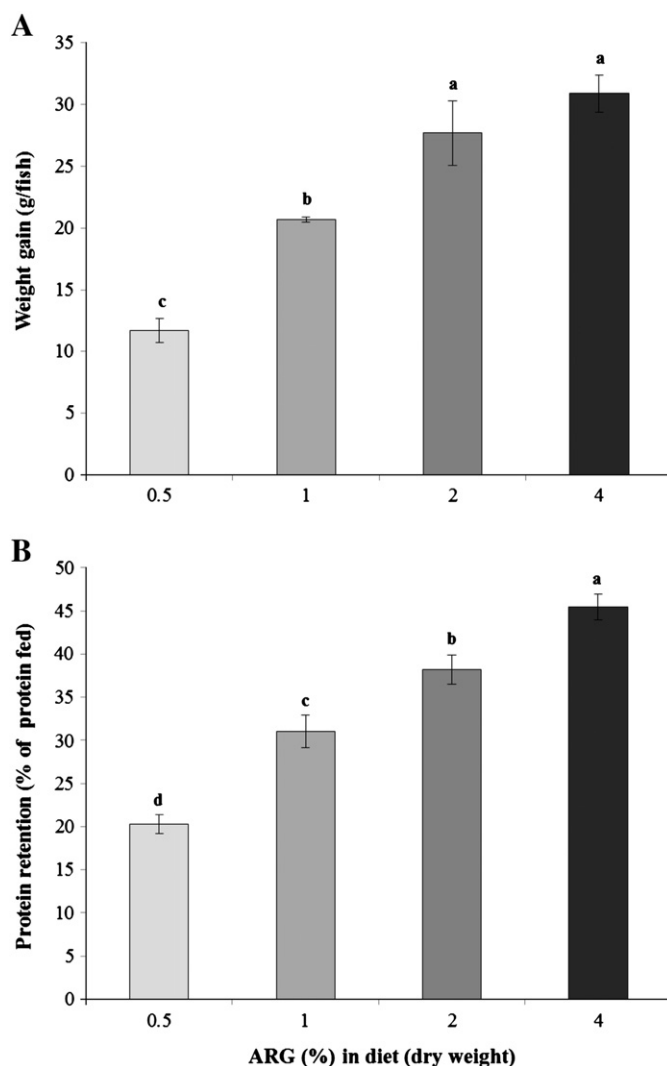 A
35
30
25
20
15
10
5
0
Weight gain (g/fish)
c
b
a
a
0.5 1 2 4
B
50
45
40
35
30
25
20
15
10
5
0
Protein retention (% of protein fed)
d
c
b
a
0.5 1 2 4
ARG (%) in diet (dry weight)